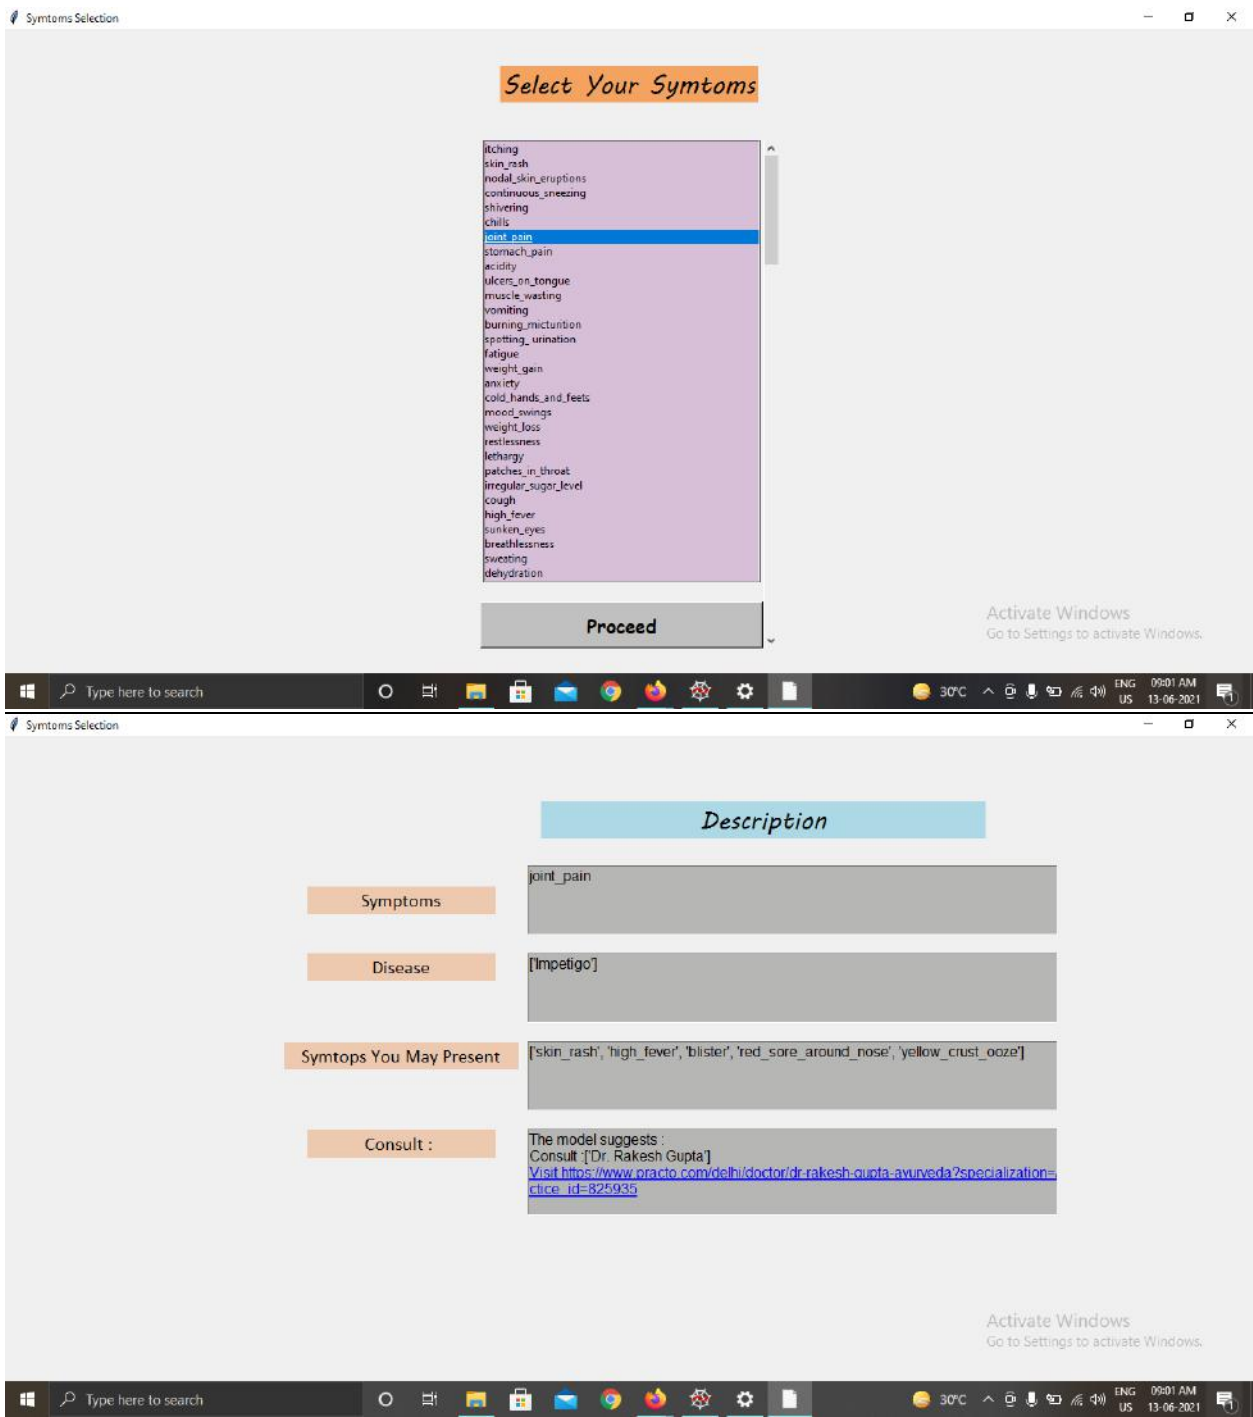 Symtoms Selection
Select Your Symtoms
itching
skin_rash
nodal_skin_eruptions
continuous_sneezing
shivering
chills
joint_pain
stomach_pain
acidity
ulcers_on_tongue
muscle_wasting
vomiting
burning_micturition
spotting_ urination
fatigue
weight_gain
anxiety
cold_hands_and_feets
mood_swings
weight_loss
restlessness
lethargy
patches_in_throat
irregular_sugar_level
cough
high_fever
sunken_eyes
breathlessness
sweating
dehydration
Proceed
Activate Windows
Go to Settings to activate Windows.
Type here to search
30°C
ENG
US
09:01 AM
13-06-2021
Symtoms Selection
Description
Symptoms
joint_pain
Disease
['Impetigo']
Symtops You May Present
['skin_rash', 'high_fever', 'blister', 'red_sore_around_nose', 'yellow_crust_ooze']
Consult :
The model suggests :
Consult :['Dr. Rakesh Gupta']
Visit https://www.practo.com/delhi/doctor/dr-rakesh-gupta-ayurveda?specialization=
ctice_id=825935
Activate Windows
Go to Settings to activate Windows.
Type here to search
30°C
ENG
US
09:01 AM
13-06-2021